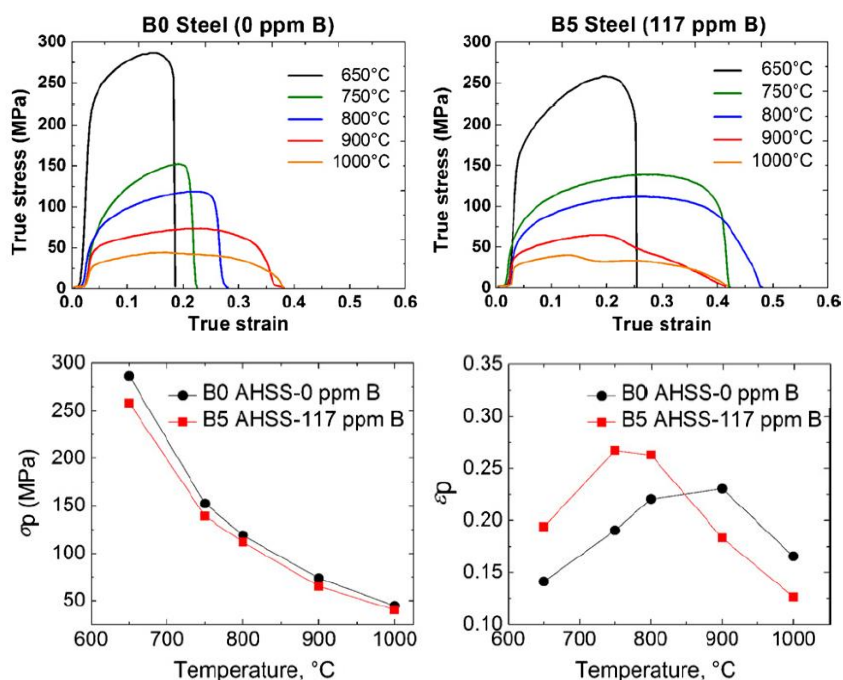 B0 Steel (0 ppm B)
True stress (MPa)
300
250
200
150
100
50
0
650°C
750°C
800°C
900°C
1000°C
0.0 0.1 0.2 0.3 0.4 0.5 0.6
True strain
B5 Steel (117 ppm B)
True stress (MPa)
300
250
200
150
100
50
0
650°C
750°C
800°C
900°C
1000°C
0.0 0.1 0.2 0.3 0.4 0.5 0.6
True strain
σp (MPa)
300
250
200
150
100
50
B0 AHSS-0 ppm B
B5 AHSS-117 ppm B
600 700 800 900 1000
Temperature, °C
εp
0.35
0.30
0.25
0.20
0.15
0.10
B0 AHSS-0 ppm B
B5 AHSS-117 ppm B
600 700 800 900 1000
Temperature, °C